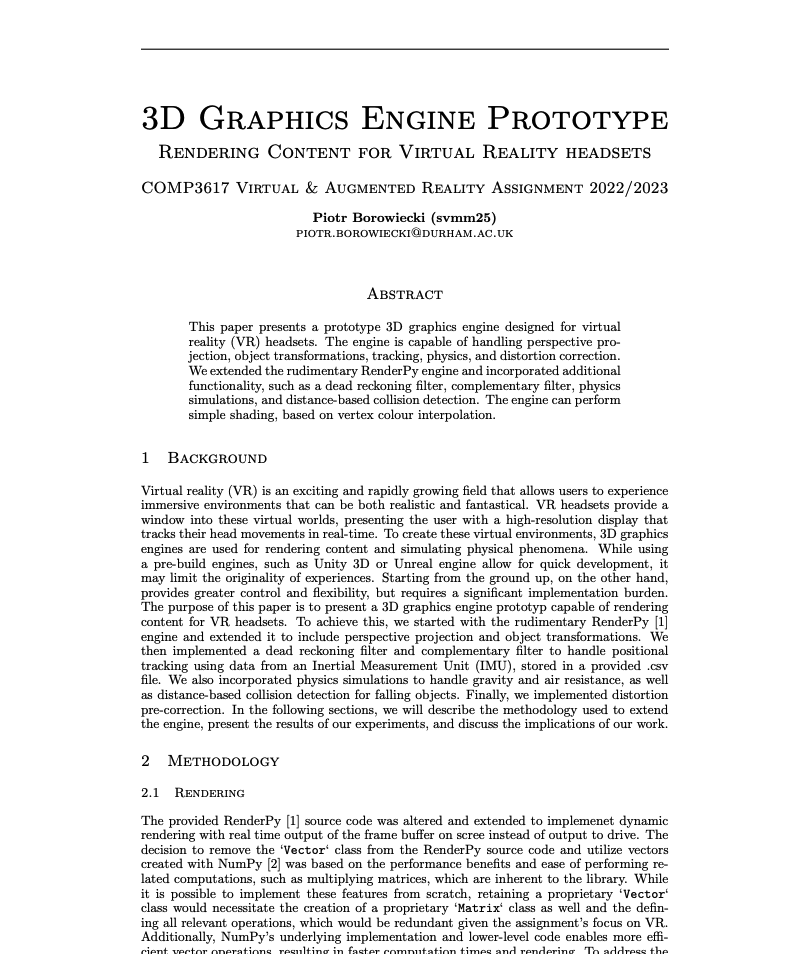 3D Graphics Engine Prototype
Rendering Content for Virtual Reality headsets
COMP3617 Virtual & Augmented Reality Assignment 2022/2023
Piotr Borowiecki (svmm25)
piotr.borowiecki@durham.ac.uk
Abstract
This paper presents a prototype 3D graphics engine designed for virtual
reality (VR) headsets. The engine is capable of handling perspective pro-
jection, object transformations, tracking, physics, and distortion correction.
We extended the rudimentary RenderPy engine and incorporated additional
functionality, such as a dead reckoning filter, complementary filter, physics
simulations, and distance-based collision detection. The engine can perform
simple shading, based on vertex colour interpolation.
1 Background
Virtual reality (VR) is an exciting and rapidly growing field that allows users to experience
immersive environments that can be both realistic and fantastical. VR headsets provide a
window into these virtual worlds, presenting the user with a high-resolution display that
tracks their head movements in real-time. To create these virtual environments, 3D graphics
engines are used for rendering content and simulating physical phenomena. While using
a pre-build engines, such as Unity 3D or Unreal engine allow for quick development, it
may limit the originality of experiences. Starting from the ground up, on the other hand,
provides greater control and flexibility, but requires a significant implementation burden.
The purpose of this paper is to present a 3D graphics engine prototyp capable of rendering
content for VR headsets. To achieve this, we started with the rudimentary RenderPy [1]
engine and extended it to include perspective projection and object transformations. We
then implemented a dead reckoning filter and complementary filter to handle positional
tracking using data from an Inertial Measurement Unit (IMU), stored in a provided .csv
file. We also incorporated physics simulations to handle gravity and air resistance, as well
as distance-based collision detection for falling objects. Finally, we implemented distortion
pre-correction. In the following sections, we will describe the methodology used to extend
the engine, present the results of our experiments, and discuss the implications of our work.
2 Methodology
2.1 Rendering
The provided RenderPy [1] source code was altered and extended to implemenet dynamic
rendering with real time output of the frame buffer on scree instead of output to drive. The
decision to remove the ‘Vector‘ class from the RenderPy source code and utilize vectors
created with NumPy [2] was based on the performance benefits and ease of performing re-
lated computations, such as multiplying matrices, which are inherent to the library. While
it is possible to implement these features from scratch, retaining a proprietary ‘Vector‘
class would necessitate the creation of a proprietary ‘Matrix‘ class as well and the defin-
ing all relevant operations, which would be redundant given the assignment's focus on VR.
Additionally, NumPy's underlying implementation and lower-level code enables more effi-
cient vector operations, resulting in faster computation times and rendering. To address the